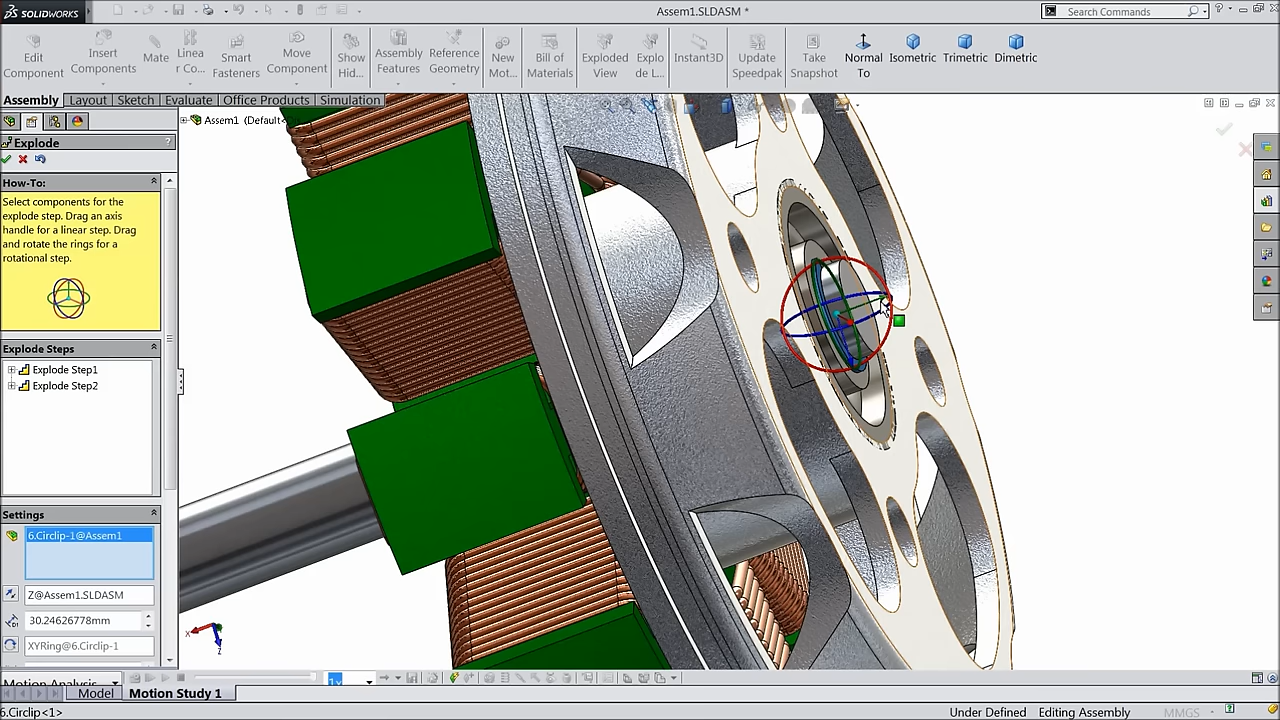 SOLIDWORKS
Assem1.SLDASM *
Search Commands
Edit Component
Insert Components
Mate
Linea r Co...
Smart Fasteners
Move Component
Show Hid...
Assembly Features
Reference Geometry
New Mot...
Bill of Materials
Exploded View
Explo de L...
Instant3D
Update Speedpak
Take Snapshot
Normal To
Isometric
Trimetric
Dimetric
Assembly
Layout
Sketch
Evaluate
Office Products
Simulation
Assem1 (Default<
Explode
?
How-To:
Select components for the
explode step. Drag an axis
handle for a linear step. Drag
and rotate the rings for a
rotational step.
Explode Steps
Explode Step1
Explode Step2
Settings
6.Circlip-1@Assem1
Z@Assem1.SLDASM
30.24626778mm
XYRing@6.Circlip-1
X
Z
Motion Analysis
1x
Model
Motion Study 1
6.Circlip<1>
Under Defined
Editing Assembly
MMGS